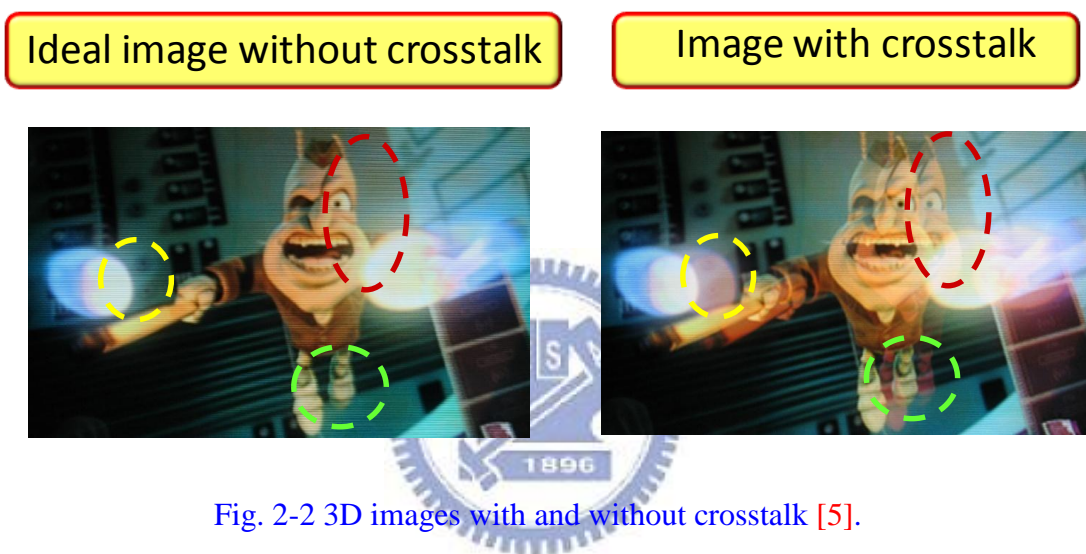 Ideal image without crosstalk
Image with crosstalk
S
1896
Fig. 2-2 3D images with and without crosstalk [5].